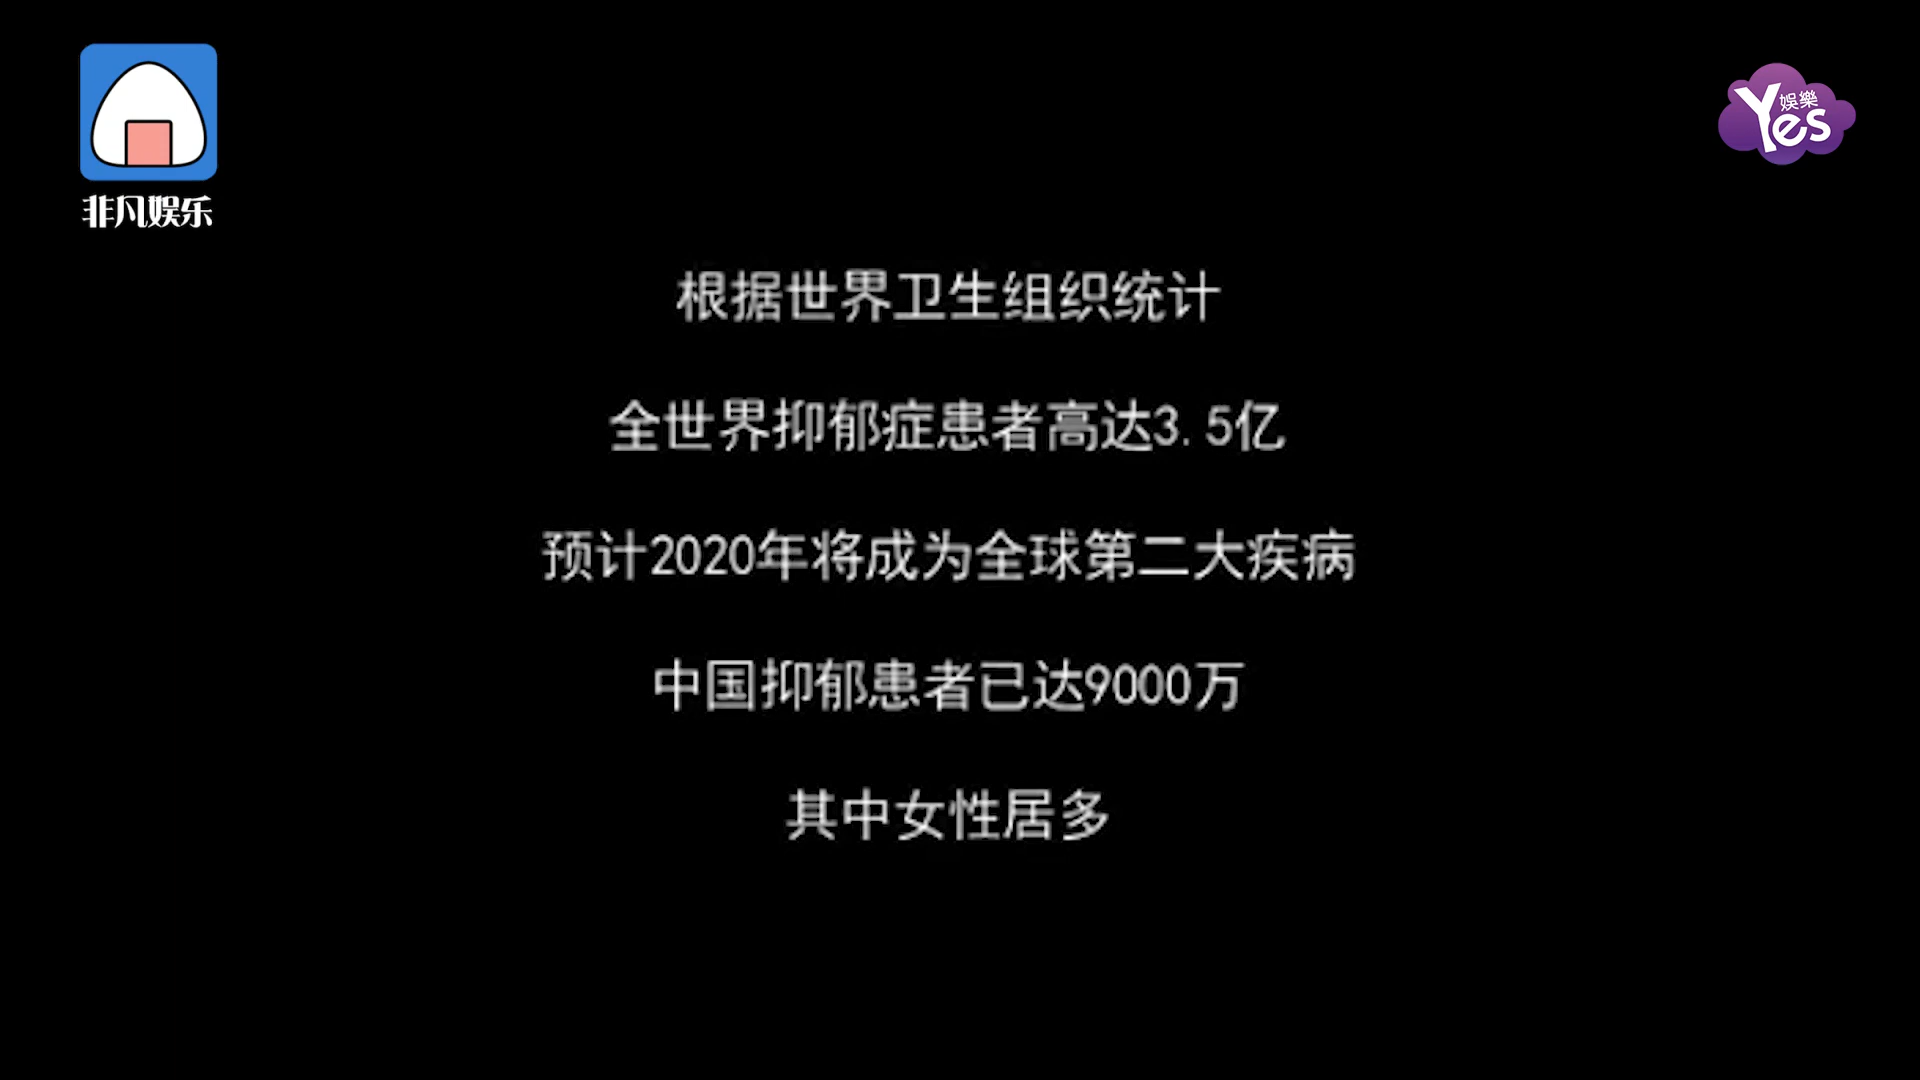 非凡娱乐
Yes娛樂
根据世界卫生组织统计
全世界抑郁症患者高达3.5亿
预计2020年将成为全球第二大疾病
中国抑郁患者已达9000万
其中女性居多